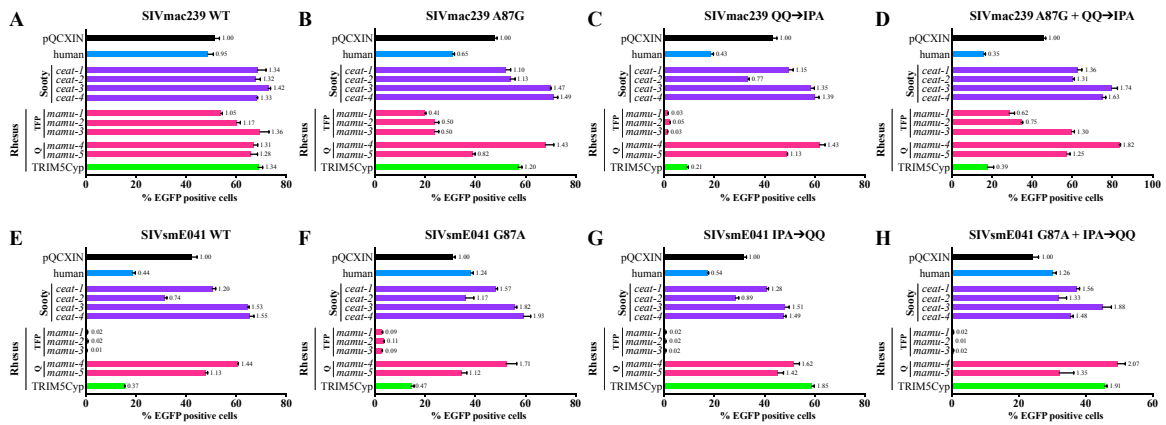 A SIVmac239 WT
pQCXIN 1.00
human 0.95
Sooty
ceat-1 1.34
ceat-2 1.32
ceat-3 1.42
ceat-4 1.33
Rhesus
TFP
mamu-1 1.05
mamu-2 1.17
mamu-3 1.36
Q
mamu-4 1.31
mamu-5 1.28
TRIM5Cyp 1.34
0 20 40 60 80
% EGFP positive cells
B SIVmac239 A87G
1.00
0.65
1.10
1.13
1.47
1.49
0.41
0.50
0.50
1.43
0.82
1.20
0 20 40 60 80
% EGFP positive cells
C SIVmac239 QQ→IPA
pQCXIN 1.00
human 0.43
Sooty
ceat-1 1.15
ceat-2 0.77
ceat-3 1.35
ceat-4 1.39
Rhesus
TFP
mamu-1 0.03
mamu-2 0.05
mamu-3 0.03
Q
mamu-4 1.43
mamu-5 1.13
TRIM5Cyp 0.21
0 20 40 60 80
% EGFP positive cells
D SIVmac239 A87G + QQ→IPA
pQCXIN 1.00
human 0.35
Sooty
ceat-1 1.36
ceat-2 1.31
ceat-3 1.74
ceat-4 1.63
Rhesus
TFP
mamu-1 0.62
mamu-2 0.75
mamu-3 1.30
Q
mamu-4 1.82
mamu-5 1.25
TRIM5Cyp 0.39
0 20 40 60 80 100
% EGFP positive cells
E SIVsmE041 WT
pQCXIN 1.00
human 0.44
Sooty
ceat-1 1.20
ceat-2 0.74
ceat-3 1.53
ceat-4 1.55
Rhesus
TFP
mamu-1 0.02
mamu-2 0.02
mamu-3 0.01
Q
mamu-4 1.44
mamu-5 1.13
TRIM5Cyp 0.37
0 20 40 60 80
% EGFP positive cells
F SIVsmE041 G87A
pQCXIN 1.00
human 1.24
Sooty
ceat-1 1.57
ceat-2 1.17
ceat-3 1.82
ceat-4 1.93
Rhesus
TFP
mamu-1 0.09
mamu-2 0.11
mamu-3 0.09
Q
mamu-4 1.71
mamu-5 1.12
TRIM5Cyp 0.47
0 20 40 60 80
% EGFP positive cells
G SIVsmE041 IPA→QQ
pQCXIN 1.00
human 0.54
Sooty
ceat-1 1.28
ceat-2 0.89
ceat-3 1.51
ceat-4 1.49
Rhesus
TFP
mamu-1 0.02
mamu-2 0.02
mamu-3 0.02
Q
mamu-4 1.62
mamu-5 1.42
TRIM5Cyp 1.85
0 20 40 60 80
% EGFP positive cells
H SIVsmE041 G87A + IPA→QQ
pQCXIN 1.00
human 1.26
Sooty
ceat-1 1.56
ceat-2 1.33
ceat-3 1.88
ceat-4 1.48
Rhesus
TFP
mamu-1 0.02
mamu-2 0.01
mamu-3 0.02
Q
mamu-4 2.07
mamu-5 1.35
TRIM5Cyp 1.91
0 20 40 60
% EGFP positive cells